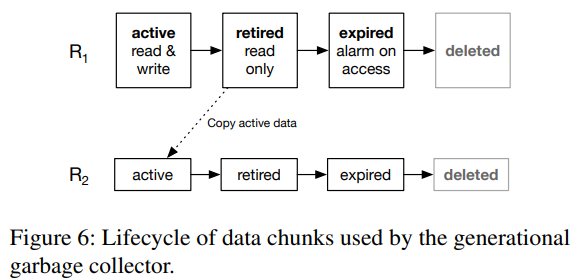 R1
active
read &
write
retired
read
only
expired
alarm on
access
deleted
Copy active data
R2
active
retired
expired
deleted
Figure 6: Lifecycle of data chunks used by the generational
garbage collector.